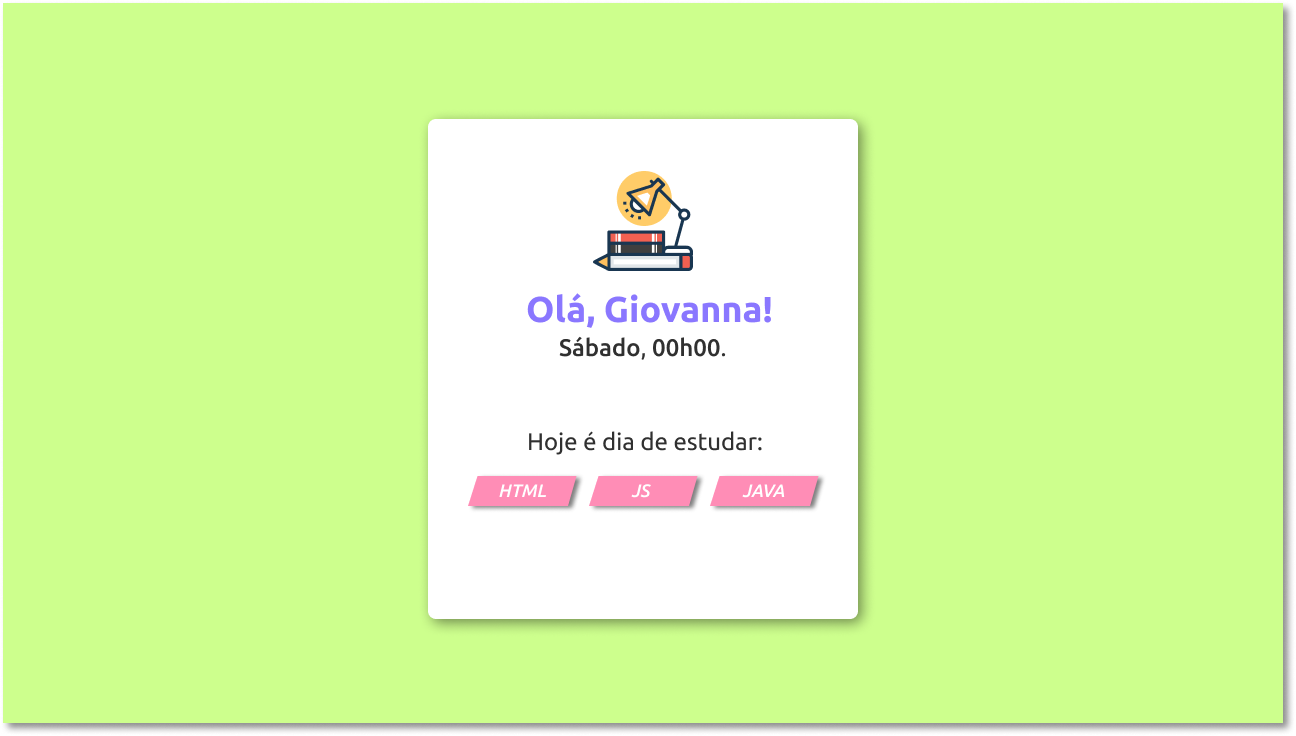 Olá, Giovanna!
Sábado, 00h00.
Hoje é dia de estudar:
HTML JS JAVA